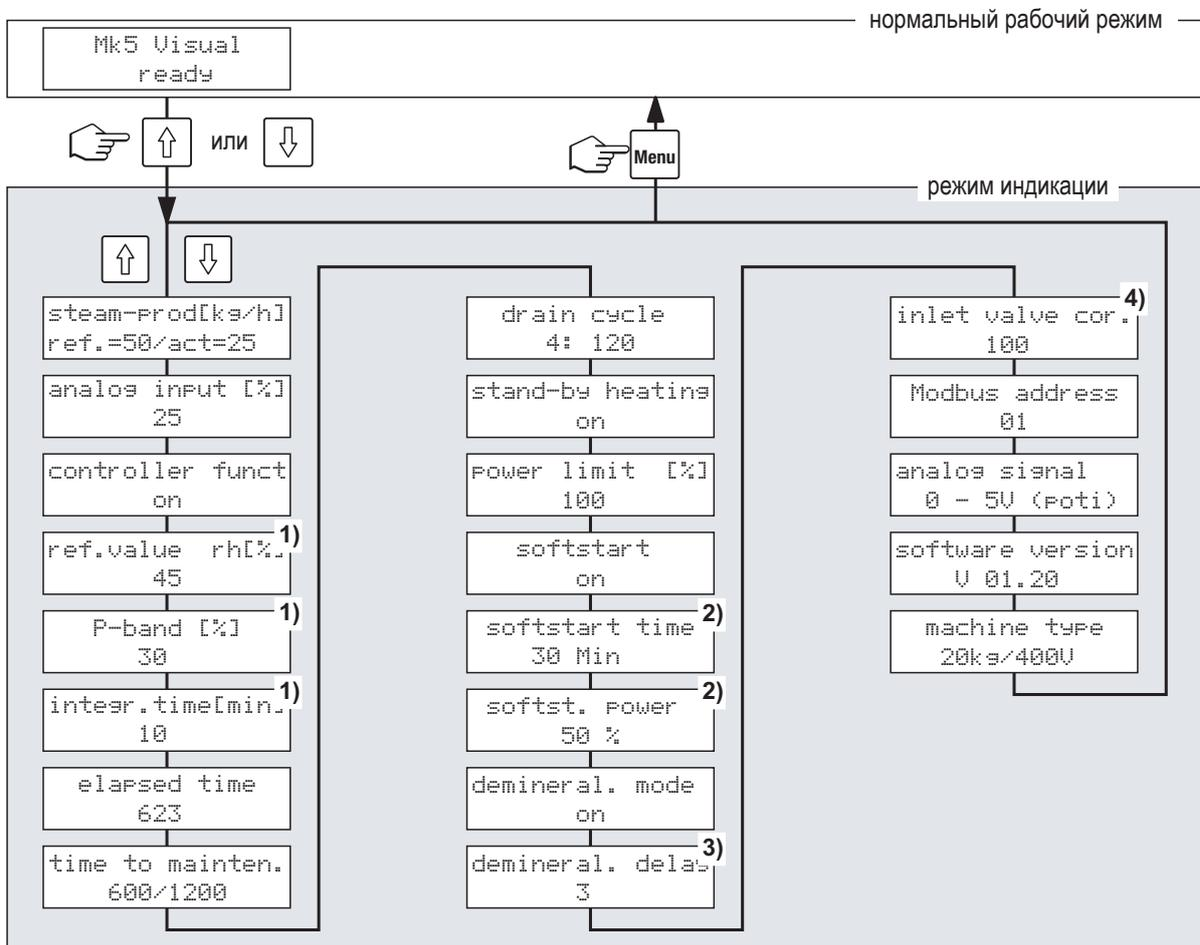 нормальный рабочий режим
Mk5 Visual
ready
или
Menu
режим индикации
steam-prod[kg/h]
ref.=50/act=25
analog input [%]
25
controller funct
on
ref.value rh[%] 1)
45
P-band [%] 1)
30
integr.time[min] 1)
10
elapsed time
623
time to mainten.
600/1200
drain cycle
4: 120
stand-by heating
on
power limit [%]
100
softstart
on
softstart time 2)
30 Min
softst. power 2)
50 %
demineral. mode
on
demineral. delay 3)
3
inlet valve cor. 4)
100
Modbus address
01
analog signal
0 - 5V (poti)
software version
V 01.20
machine type
20kg/400V